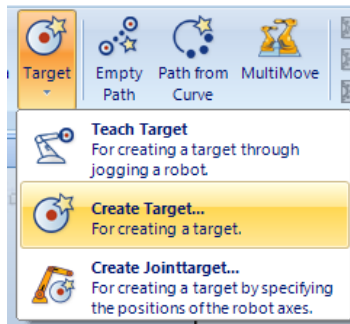 Target
Empty
Path
Path from
Curve
MultiMove
Teach Target
For creating a target through
jogging a robot.
Create Target...
For creating a target.
Create Jointtarget...
For creating a target by specifying
the positions of the robot axes.